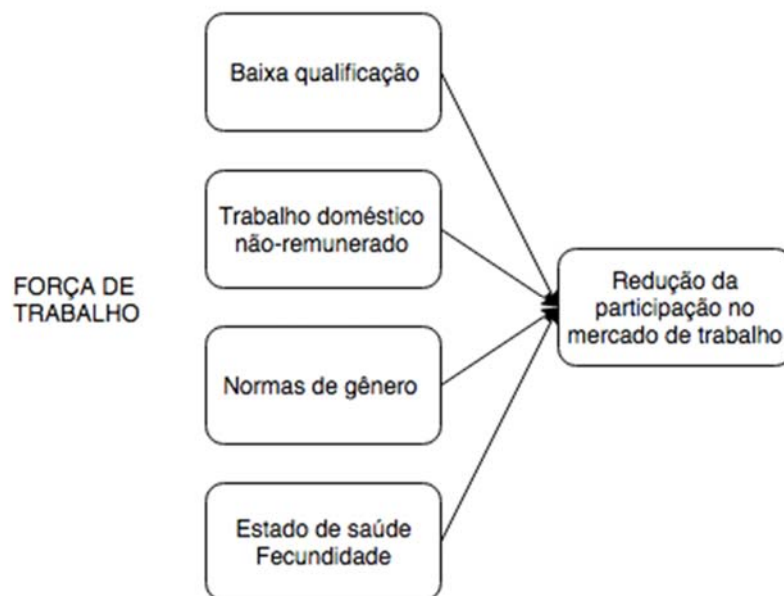 Baixa qualificação
Trabalho doméstico
não-remunerado
FORÇA DE
TRABALHO
Redução da
participação no
mercado de trabalho
Normas de gênero
Estado de saúde
Fecundidade